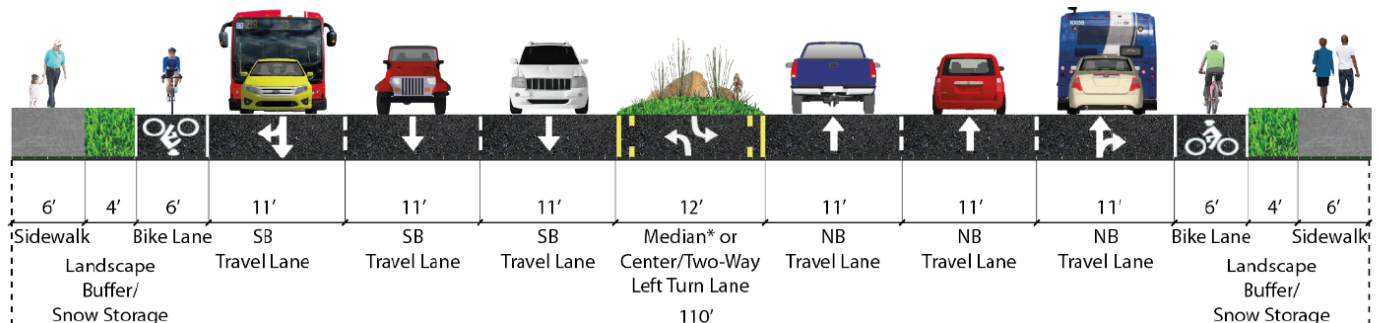 6’ 4’ 6’ 11’ 11’ 11’ 12’ 11’ 11’ 11’ 6’ 4’ 6’
Sidewalk
Landscape
Buffer/
Snow Storage
Bike Lane
SB
Travel Lane
SB
Travel Lane
SB
Travel Lane
Median* or
Center/Two-Way
Left Turn Lane
110’
NB
Travel Lane
NB
Travel Lane
NB
Travel Lane
Bike Lane
Landscape
Buffer/
Snow Storage
Sidewalk